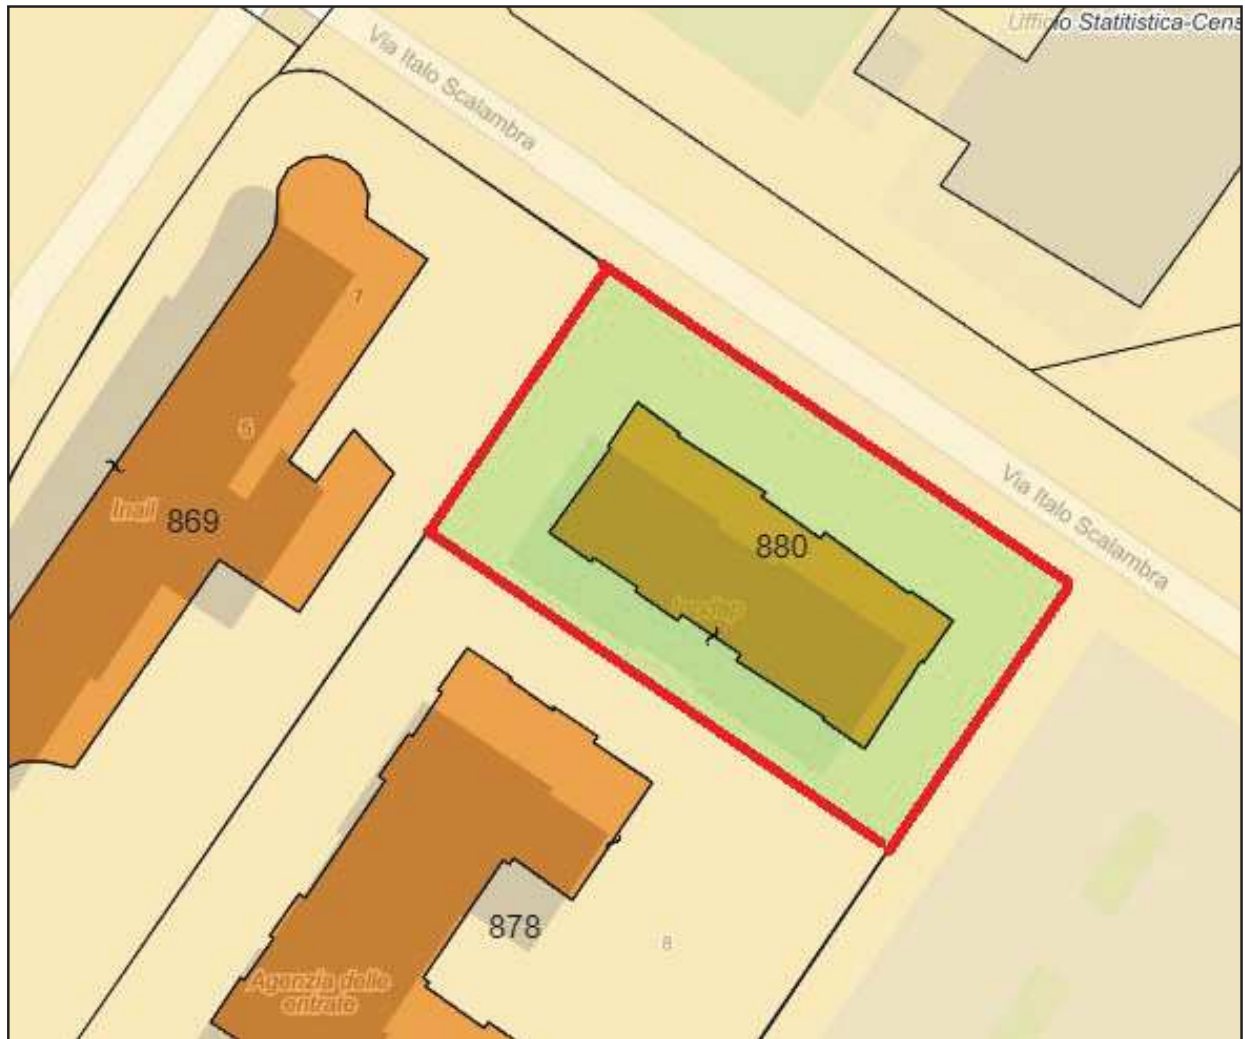 Ufficio Statitistica-Cens
Via Italo Scalambra
1
5
Inail
869
880
Inpdap
Via Italo Scalambra
878
8
Agenzia delle
entrate